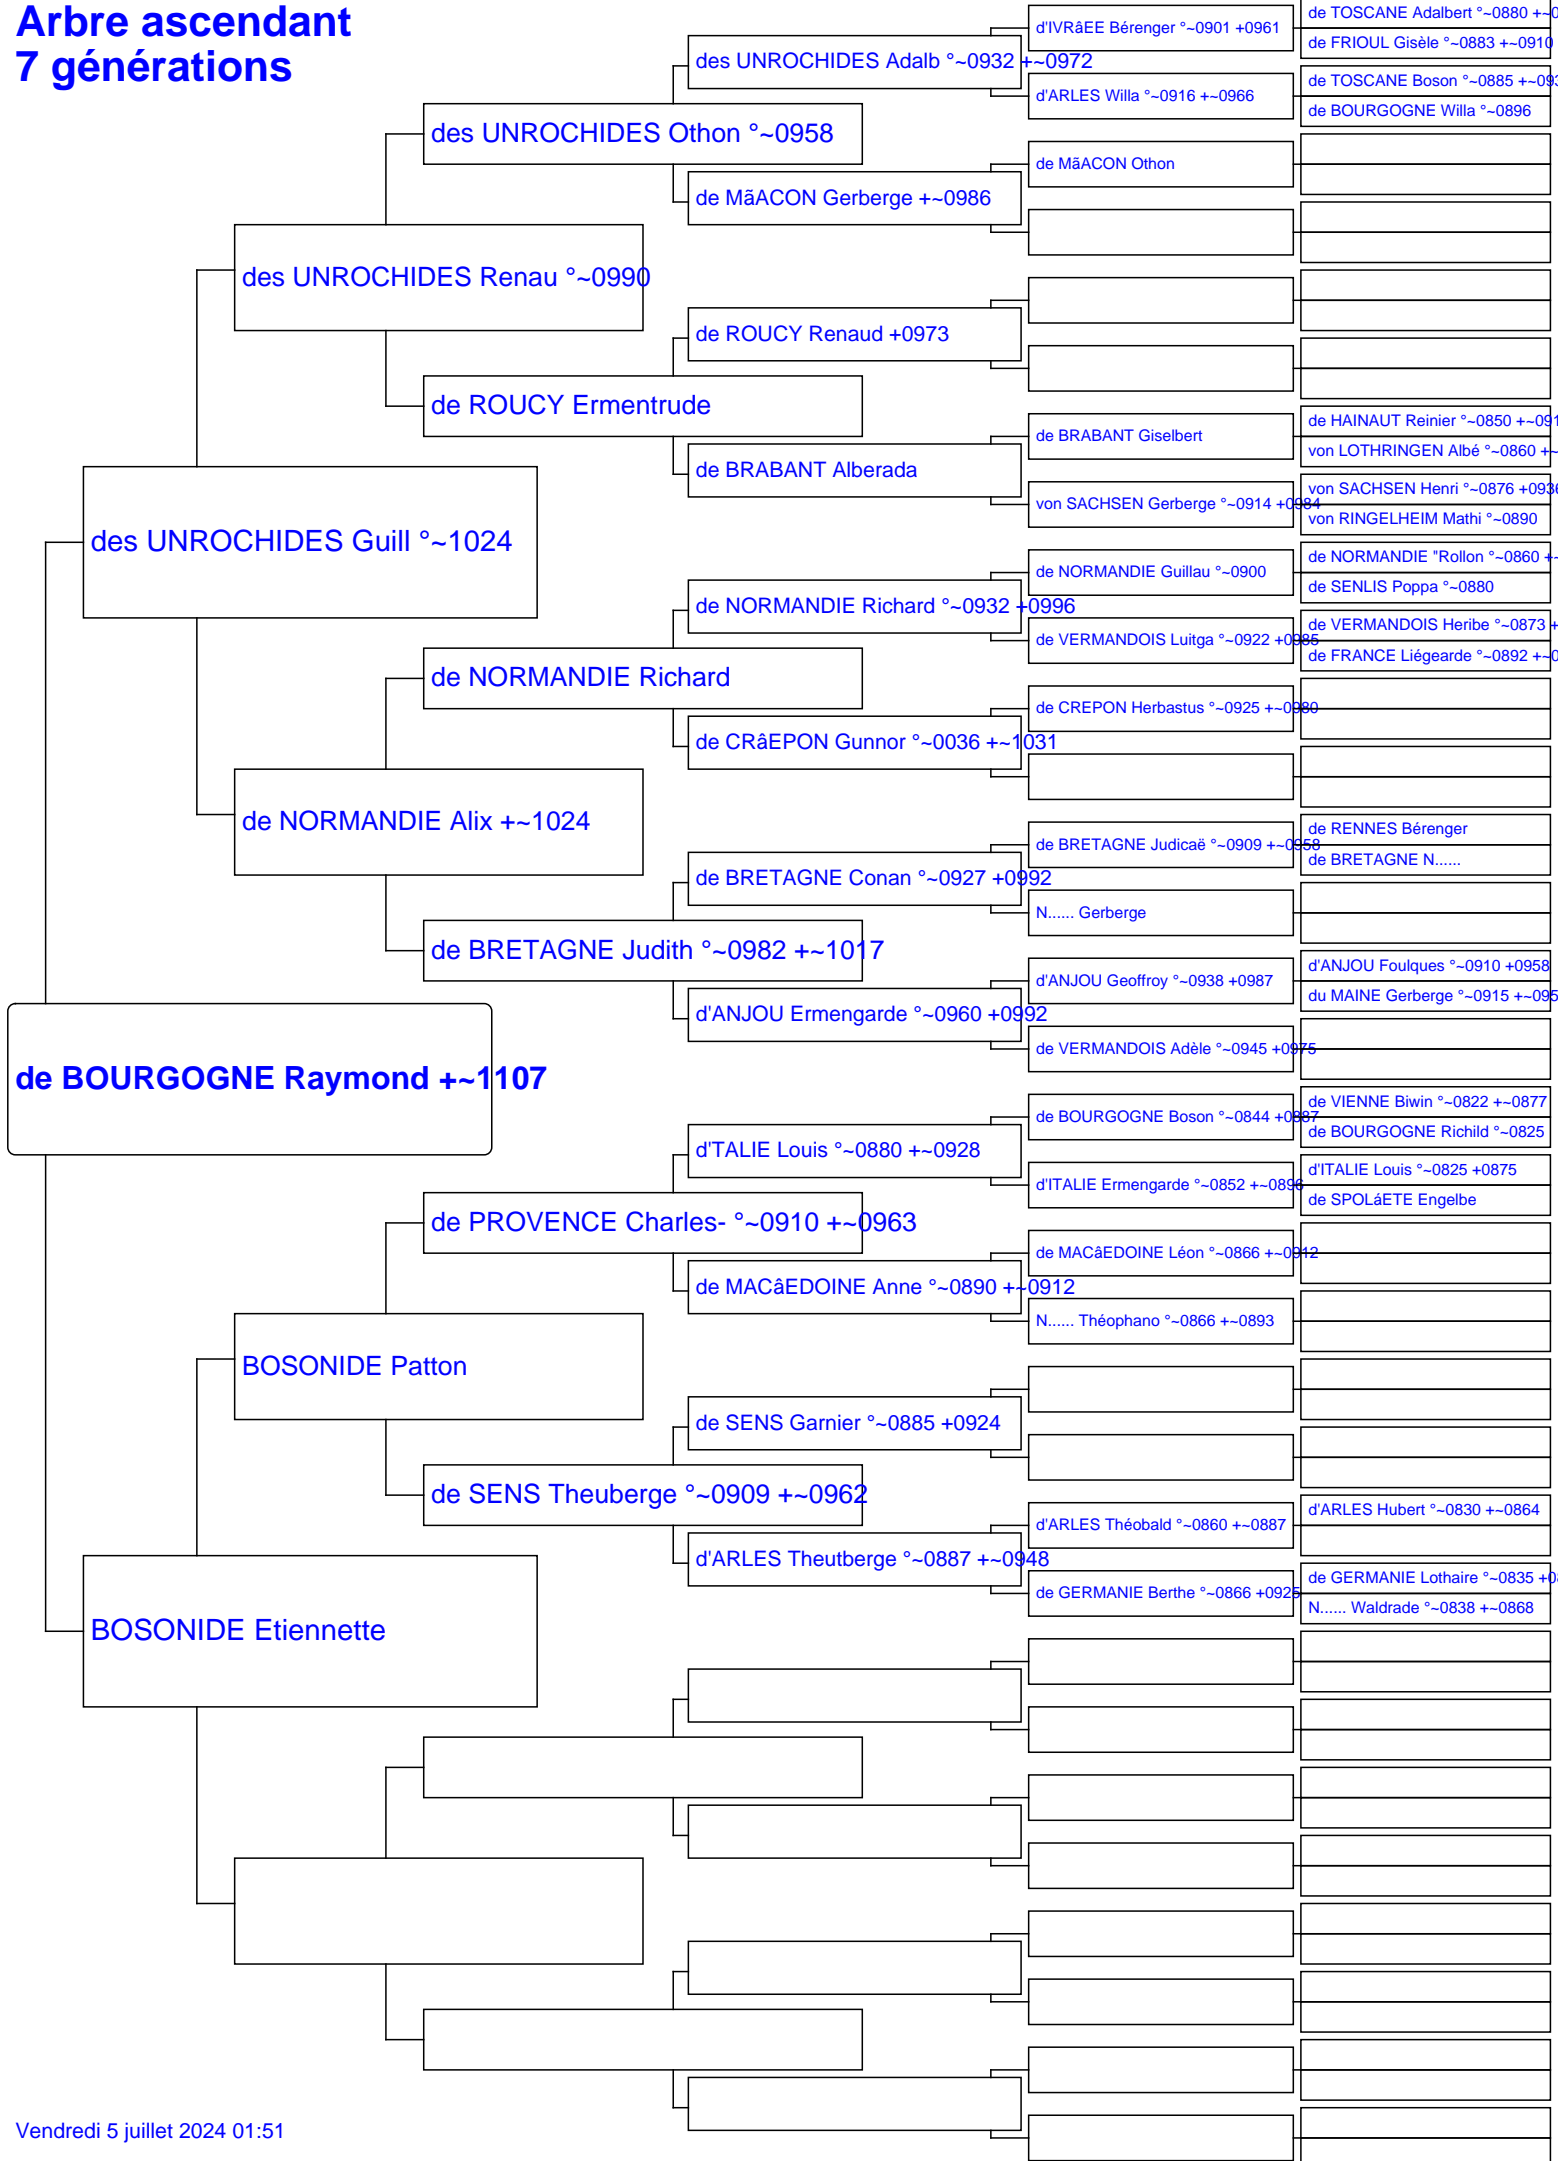 Arbre ascendant
7 générations
de BOURGOGNE Raymond +~1107
des UNROCHIDES Guill °~1024
BOSONIDE Etiennette
des UNROCHIDES Renau °~0990
de NORMANDIE Alix +~1024
BOSONIDE Patton
des UNROCHIDES Othon °~0958
de ROUCY Ermentrude
de NORMANDIE Richard
de BRETAGNE Judith °~0982 +~1017
de PROVENCE Charles- °~0910 +~0963
de SENS Theuberge °~0909 +~0962
des UNROCHIDES Adalb °~0932 +~0972
de MãACON Gerberge +~0986
de ROUCY Renaud +0973
de BRABANT Alberada
de NORMANDIE Richard °~0932 +0996
de CRâEPON Gunnor °~0036 +~1031
de BRETAGNE Conan °~0927 +0992
d'ANJOU Ermengarde °~0960 +0992
d'TALIE Louis °~0880 +~0928
de MACâEDOINE Anne °~0890 +~0912
de SENS Garnier °~0885 +0924
d'ARLES Theutberge °~0887 +~0948
d'IVRâEE Bérenger °~0901 +0961
d'ARLES Willa °~0916 +~0966
de MãACON Othon
de BRABANT Giselbert
von SACHSEN Gerberge °~0914 +0984
de NORMANDIE Guillau °~0900
de VERMANDOIS Luitga °~0922 +0985
de CREPON Herbastus °~0925 +~0980
de BRETAGNE Judicaë °~0909 +~0958
N...... Gerberge
d'ANJOU Geoffroy °~0938 +0987
de VERMANDOIS Adèle °~0945 +0975
de BOURGOGNE Boson °~0844 +0887
d'ITALIE Ermengarde °~0852 +~0896
de MACâEDOINE Léon °~0866 +~0912
N...... Théophano °~0866 +~0893
d'ARLES Théobald °~0860 +~0887
de GERMANIE Berthe °~0866 +0925
de TOSCANE Adalbert °~0880 +~0
de FRIOUL Gisèle °~0883 +~0910
de TOSCANE Boson °~0885 +~093
de BOURGOGNE Willa °~0896
de HAINAUT Reinier °~0850 +~091
von LOTHRINGEN Albé °~0860 +~
von SACHSEN Henri °~0876 +0936
von RINGELHEIM Mathi °~0890
de NORMANDIE "Rollon °~0860 +~
de SENLIS Poppa °~0880
de VERMANDOIS Heribe °~0873 +
de FRANCE Liégearde °~0892 +~0
de RENNES Bérenger
de BRETAGNE N......
d'ANJOU Foulques °~0910 +0958
du MAINE Gerberge °~0915 +~095
de VIENNE Biwin °~0822 +~0877
de BOURGOGNE Richild °~0825
d'ITALIE Louis °~0825 +0875
de SPOLáETE Engelbe
d'ARLES Hubert °~0830 +~0864
de GERMANIE Lothaire °~0835 +08
N...... Waldrade °~0838 +~0868
Vendredi 5 juillet 2024 01:51